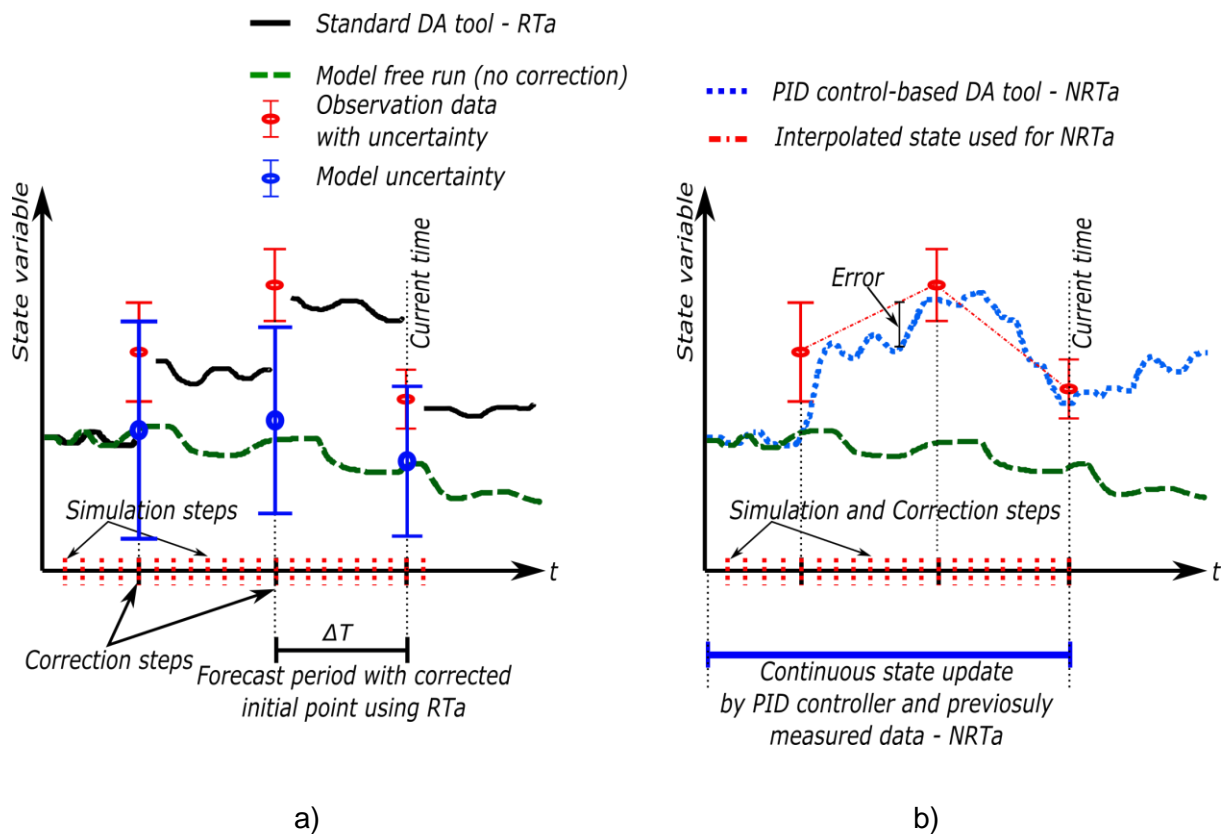 Standard DA tool - RTa
Model free run (no correction)
Observation data
with uncertainty
Model uncertainty
State variable
Current time
Simulation steps
t
Correction steps
ΔT
Forecast period with corrected
initial point using RTa
a)
PID control-based DA tool - NRTa
Interpolated state used for NRTa
State variable
Error
Current time
Simulation and Correction steps
t
Continuous state update
by PID controller and previosuly
measured data - NRTa
b)